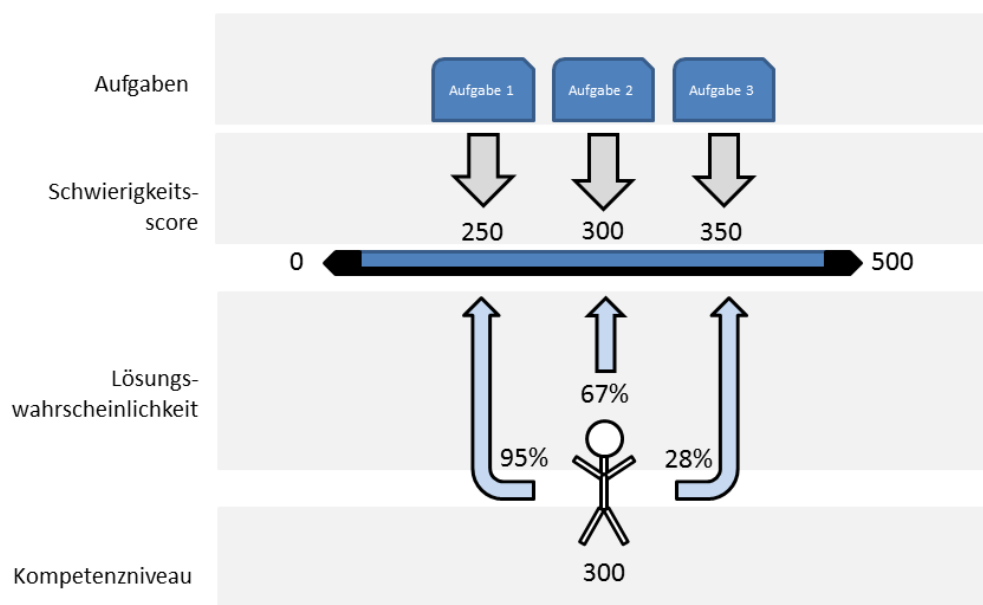 Aufgaben
Aufgabe 1
Aufgabe 2
Aufgabe 3
Schwierigkeits-
score
250
300
350
0
500
Lösungs-
wahrscheinlichkeit
67%
95%
28%
Kompetenzniveau
300